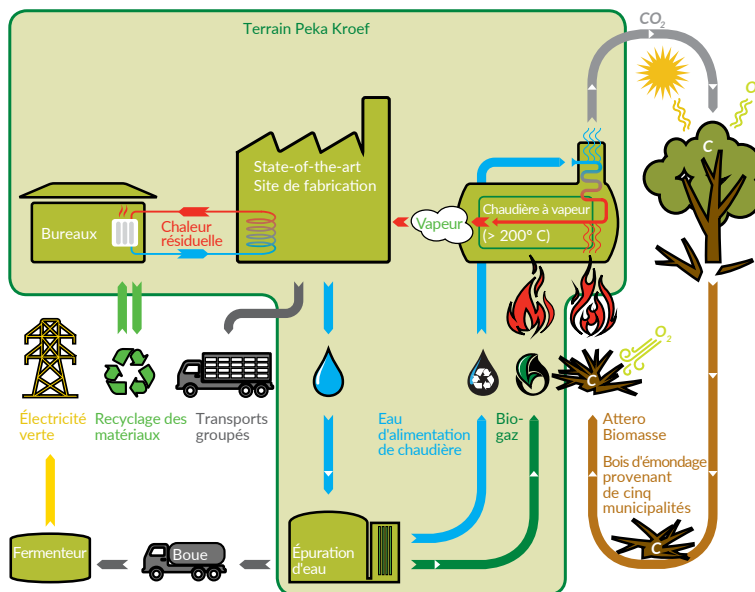 Terrain Peka Kroef
CO2
O
C
State-of-the-art
Site de fabrication
Bureaux
Chaleur
résiduelle
Vapeur
Chaudière à vapeur
(> 200° C)
O2
C
Électricité
verte
Recyclage des
matériaux
Transports
groupés
Eau
d'alimentation
de chaudière
Bio-
gaz
Attero
Biomasse
Bois d'émondage
provenant
de cinq
municipalités
Fermenteur
Boue
Épuration
d'eau
C